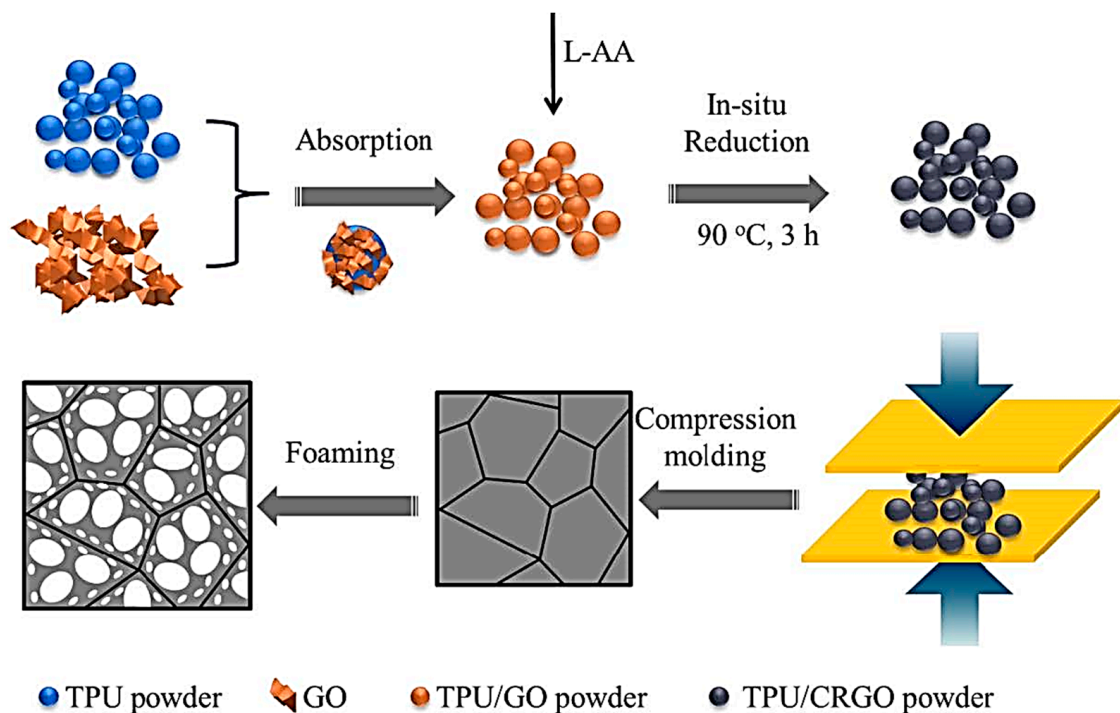 L-AA
Absorption
In-situ
Reduction
90 °C, 3 h
Foaming
Compression
molding
TPU powder
GO
TPU/GO powder
TPU/CRGO powder